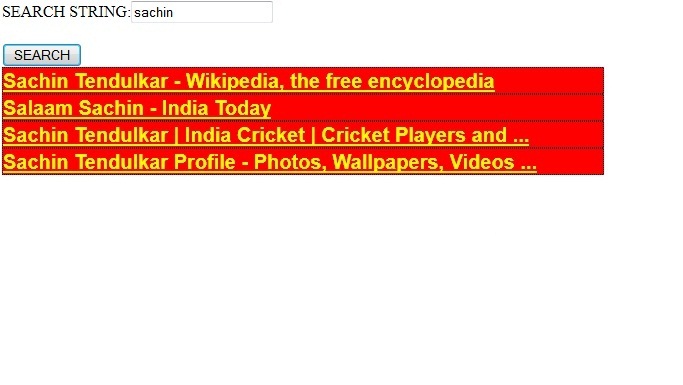 SEARCH STRING: sachin
SEARCH
Sachin Tendulkar - Wikipedia, the free encyclopedia
Salaam Sachin - India Today
Sachin Tendulkar | India Cricket | Cricket Players and ...
Sachin Tendulkar Profile - Photos, Wallpapers, Videos ...